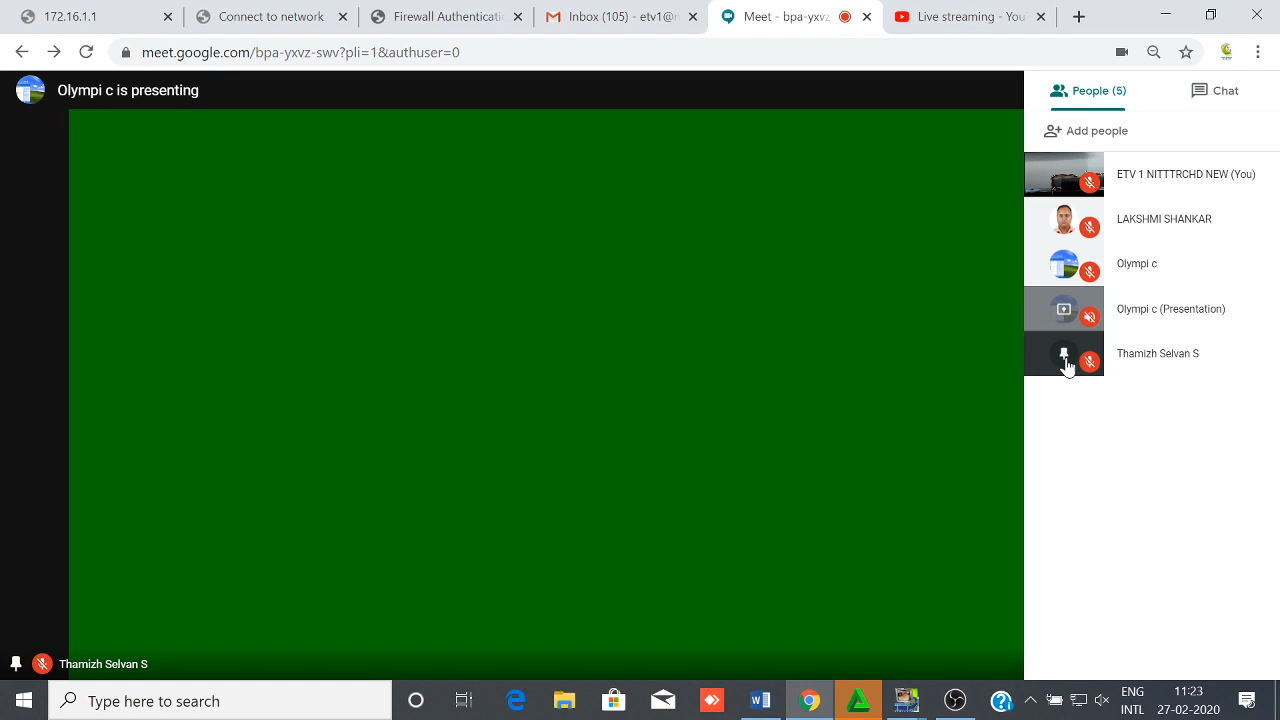 172.16.1.
Connect to network
Firewall Authenticati
Inbox (105) - etv1@n
Meet - bpa-yxvz
Live streaming - You
meet.google.com/bpa-yxvz-swv?pli=1&authuser=0
Olympi c is presenting
People (5)
Chat
Add people
ETV 1 NITTTRCHD NEW (You)
LAKSHMI SHANKAR
Olympi c
Olympi c (Presentation)
Thamizh Selvan S
Thamizh Selvan S
Type here to search
ENG
INTL
11:23
27-02-2020